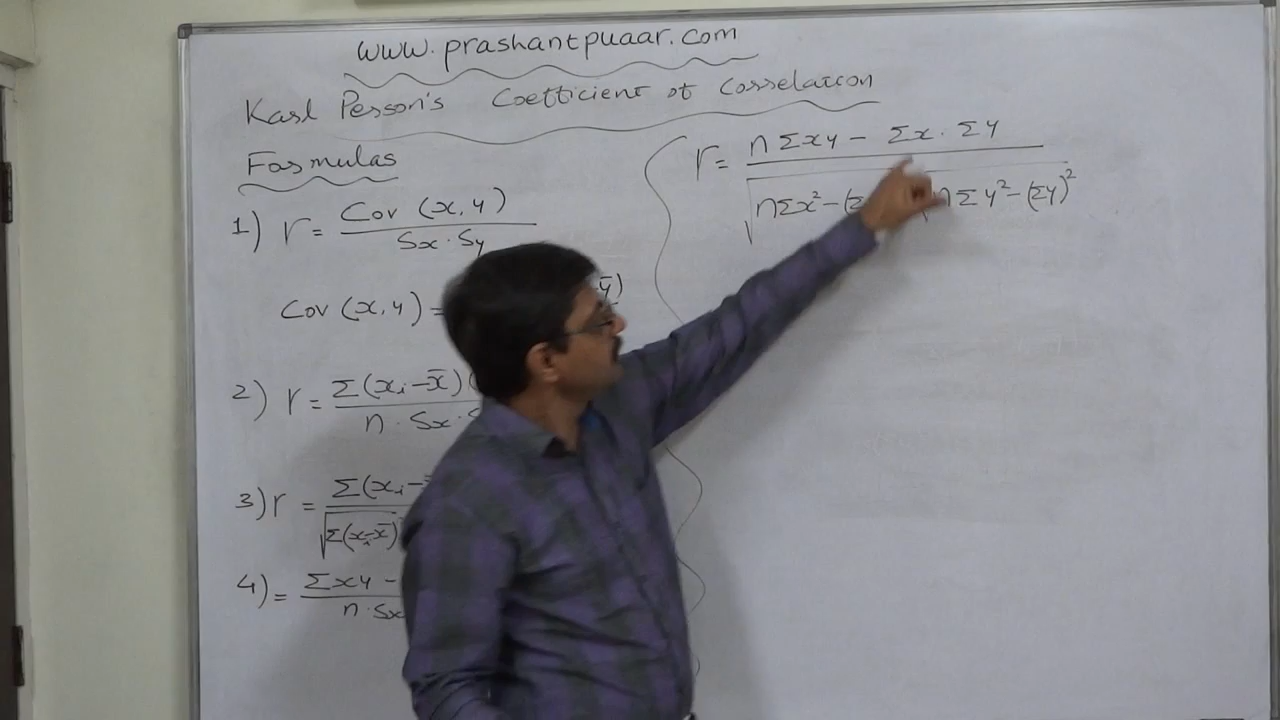 www.prashantpuaar.com
Karl Person's Coefficient of Correlation
Formulas
1) r = Cov (x, y) / Sx · Sy
Cov (x, y) = ȳ)
2) r = Σ(xi – x̄)( / n · Sx ·
3) r = Σ(xi – / √Σ(xi – x̄)
4) = Σxy – / n · Sx
r = n Σxy – Σx · Σy / √nΣx² – (Σ √nΣy² – (Σy)²